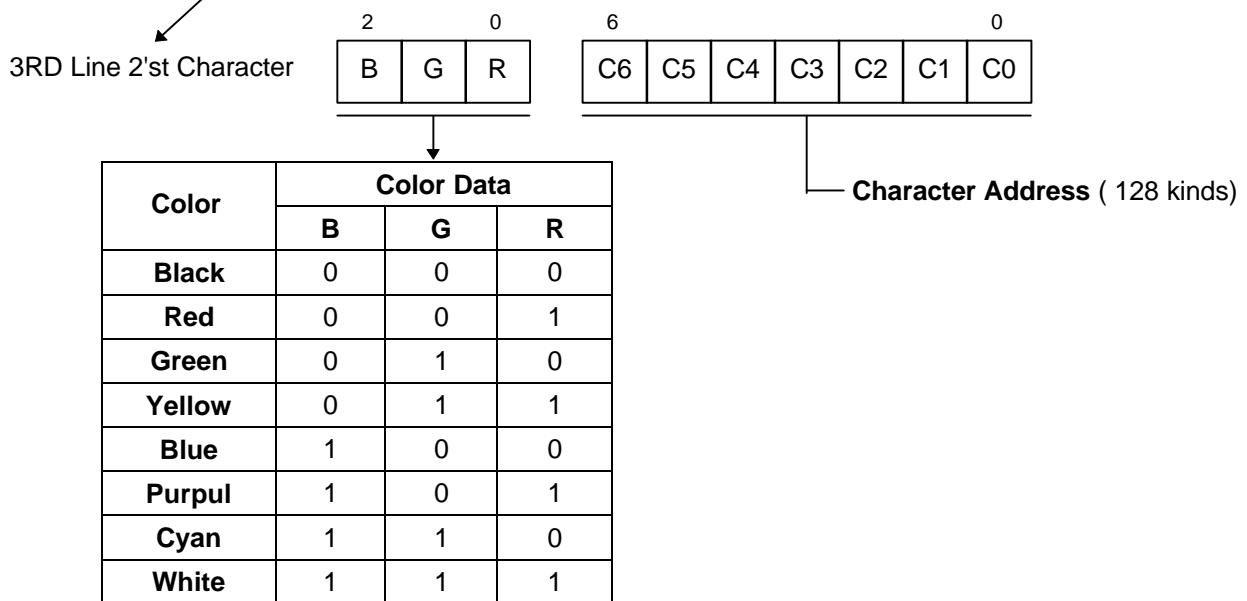 2 0 6 0
3RD Line 2'st Character B G R C6 C5 C4 C3 C2 C1 C0
Character Address ( 128 kinds)
Color Color Data
B G R
Black 0 0 0
Red 0 0 1
Green 0 1 0
Yellow 0 1 1
Blue 1 0 0
Purpul 1 0 1
Cyan 1 1 0
White 1 1 1